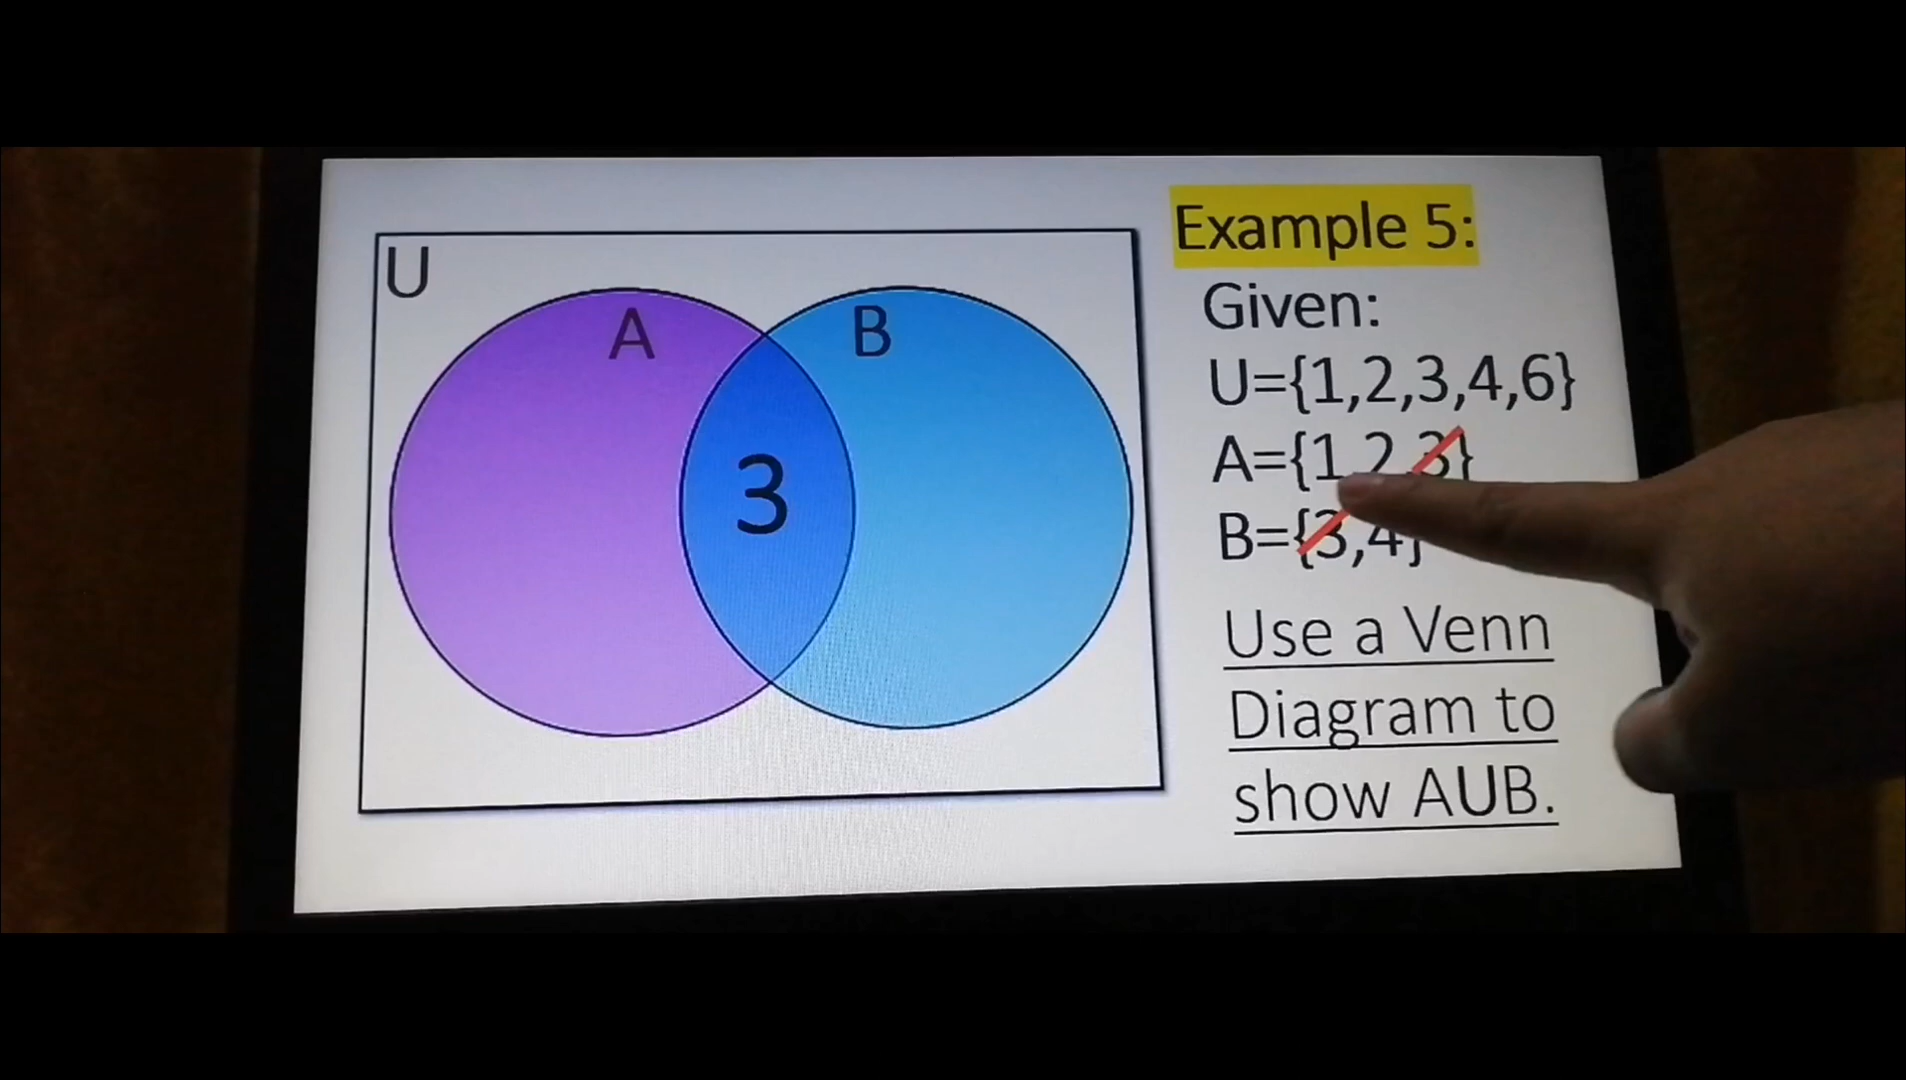 U
A
B
3
Example 5:
Given:
U={1,2,3,4,6}
A={1,2,3}
B={3,4}
Use a Venn
Diagram to
show AUB.